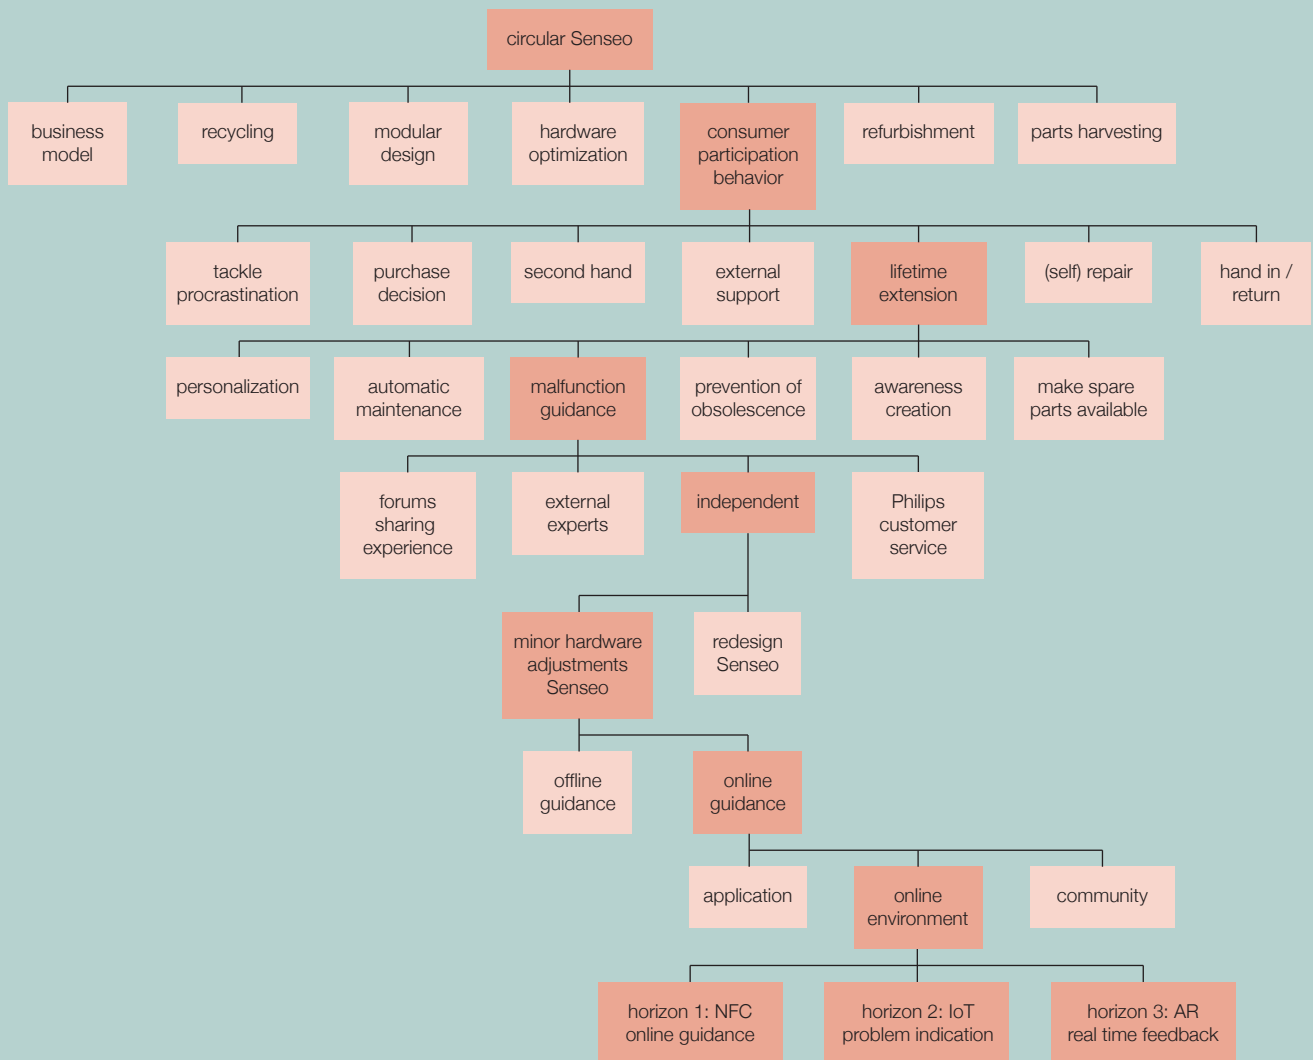 circular Senseo
business
model
recycling
modular
design
hardware
optimization
consumer
participation
behavior
refurbishment
parts harvesting
tackle
procrastination
purchase
decision
second hand
external
support
lifetime
extension
(self) repair
hand in /
return
personalization
automatic
maintenance
malfunction
guidance
prevention of
obsolescence
awareness
creation
make spare
parts available
forums
sharing
experience
external
experts
independent
Philips
customer
service
minor hardware
adjustments
Senseo
redesign
Senseo
offline
guidance
online
guidance
application
online
environment
community
horizon 1: NFC
online guidance
horizon 2: IoT
problem indication
horizon 3: AR
real time feedback